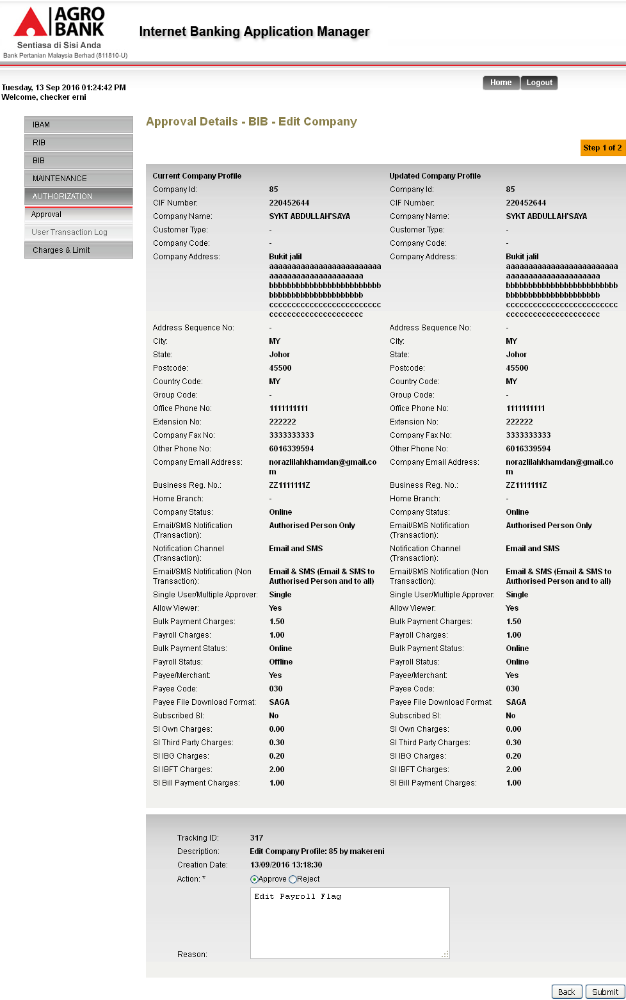 AGRO
BANK
Sentiasa di Sisi Anda
Bank Pertanian Malaysia Berhad (811810-U)
Internet Banking Application Manager
Tuesday, 13 Sep 2016 01:24:42 PM
Welcome, checker erni
Home Logout
IBAM
RIB
BIB
MAINTENANCE
AUTHORIZATION
Approval
User Transaction Log
Charges & Limit
Approval Details - BIB - Edit Company
Step 1 of 2
Current Company Profile Updated Company Profile
Company Id: 85 Company Id: 85
CIF Number: 220452644 CIF Number: 220452644
Company Name: SYKT ABDULLAH'SAYA Company Name: SYKT ABDULLAH'SAYA
Customer Type: - Customer Type: -
Company Code: - Company Code: -
Company Address: Bukit jalil Company Address: Bukit jalil
aaaaaaaaaaaaaaaaaaaaaaaaa aaaaaaaaaaaaaaaaaaaaaaaaa
aaaaaaaaaaaaaaaaaaaaa aaaaaaaaaaaaaaaaaaaaa
bbbbbbbbbbbbbbbbbbbbbbbbb bbbbbbbbbbbbbbbbbbbbbbbbb
bbbbbbbbbbbbbbbbbbbbb bbbbbbbbbbbbbbbbbbbbb
ccccccccccccccccccccccccc ccccccccccccccccccccccccc
ccccccccccccccccccccc ccccccccccccccccccccc
Address Sequence No: - Address Sequence No: -
City: MY City: MY
State: Johor State: Johor
Postcode: 45500 Postcode: 45500
Country Code: MY Country Code: MY
Group Code: - Group Code: -
Office Phone No: 1111111111 Office Phone No: 1111111111
Extension No: 222222 Extension No: 222222
Company Fax No: 3333333333 Company Fax No: 3333333333
Other Phone No: 6016339594 Other Phone No: 6016339594
Company Email Address: norazlilahkhamdan@gmail.co Company Email Address: norazlilahkhamdan@gmail.co
m m
Business Reg. No.: ZZ1111111Z Business Reg. No.: ZZ1111111Z
Home Branch: - Home Branch: -
Company Status: Online Company Status: Online
Email/SMS Notification Authorised Person Only Email/SMS Notification Authorised Person Only
(Transaction): (Transaction):
Notification Channel Email and SMS Notification Channel Email and SMS
(Transaction): (Transaction):
Email/SMS Notification (Non Email & SMS (Email & SMS to Email/SMS Notification (Non Email & SMS (Email & SMS to
Transaction): Authorised Person and to all) Transaction): Authorised Person and to all)
Single User/Multiple Approver: Single Single User/Multiple Approver: Single
Allow Viewer: Yes Allow Viewer: Yes
Bulk Payment Charges: 1.50 Bulk Payment Charges: 1.50
Payroll Charges: 1.00 Payroll Charges: 1.00
Bulk Payment Status: Online Bulk Payment Status: Online
Payroll Status: Offline Payroll Status: Online
Payee/Merchant: Yes Payee/Merchant: Yes
Payee Code: 030 Payee Code: 030
Payee File Download Format: SAGA Payee File Download Format: SAGA
Subscribed SI: No Subscribed SI: No
SI Own Charges: 0.00 SI Own Charges: 0.00
SI Third Party Charges: 0.30 SI Third Party Charges: 0.30
SI IBG Charges: 0.20 SI IBG Charges: 0.20
SI IBFT Charges: 2.00 SI IBFT Charges: 2.00
SI Bill Payment Charges: 1.00 SI Bill Payment Charges: 1.00
Tracking ID: 317
Description: Edit Company Profile: 85 by makereni
Creation Date: 13/09/2016 13:18:30
Action: * Approve Reject
Edit Payroll Flag
Reason:
Back Submit